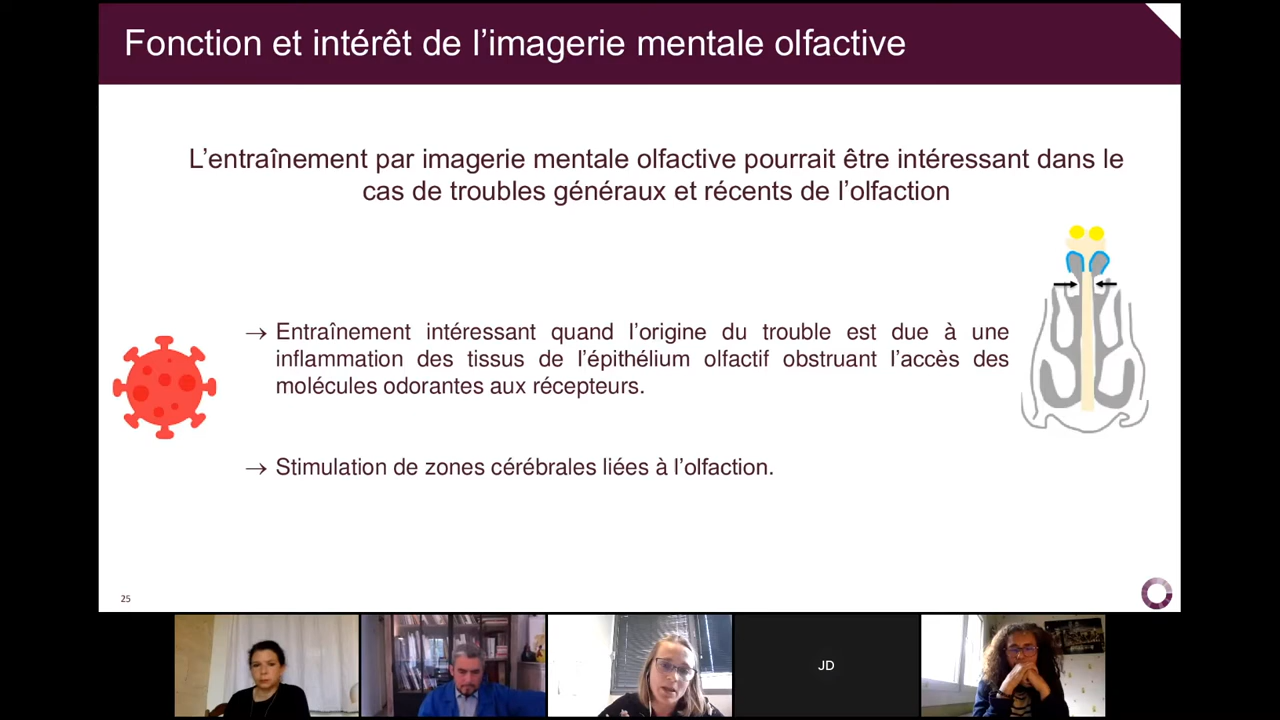 Fonction et intérêt de l’imagerie mentale olfactive
L’entraînement par imagerie mentale olfactive pourrait être intéressant dans le
cas de troubles généraux et récents de l’olfaction
→ Entraînement intéressant quand l’origine du trouble est due à une
inflammation des tissus de l’épithélium olfactif obstruant l’accès des
molécules odorantes aux récepteurs.
→ Stimulation de zones cérébrales liées à l’olfaction.
25
JD